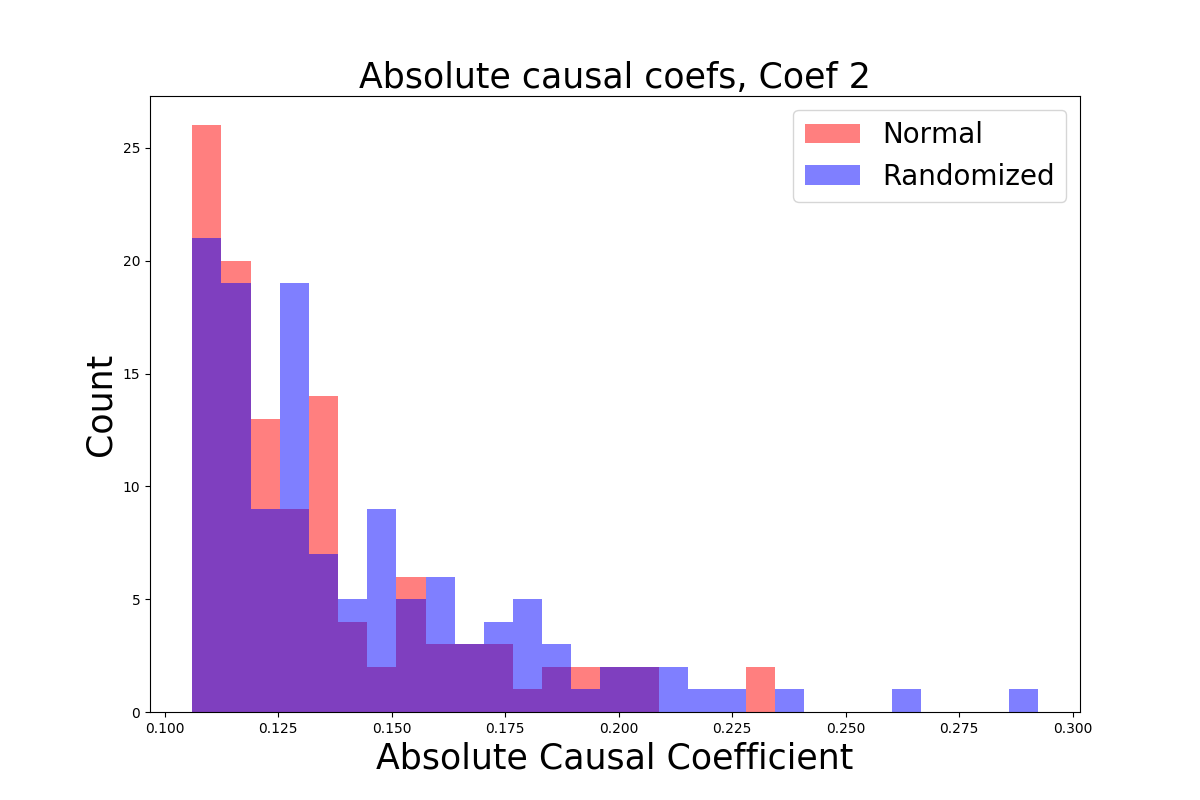 Absolute causal coefs, Coef 2
Normal
Randomized
25
20
15
10
5
0
Count
0.100 0.125 0.150 0.175 0.200 0.225 0.250 0.275 0.300
Absolute Causal Coefficient